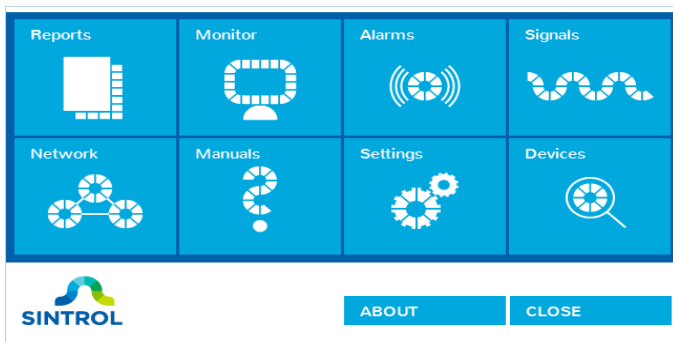 Reports
Monitor
Alarms
Signals
Network
Manuals
Settings
Devices
SINTROL
ABOUT
CLOSE